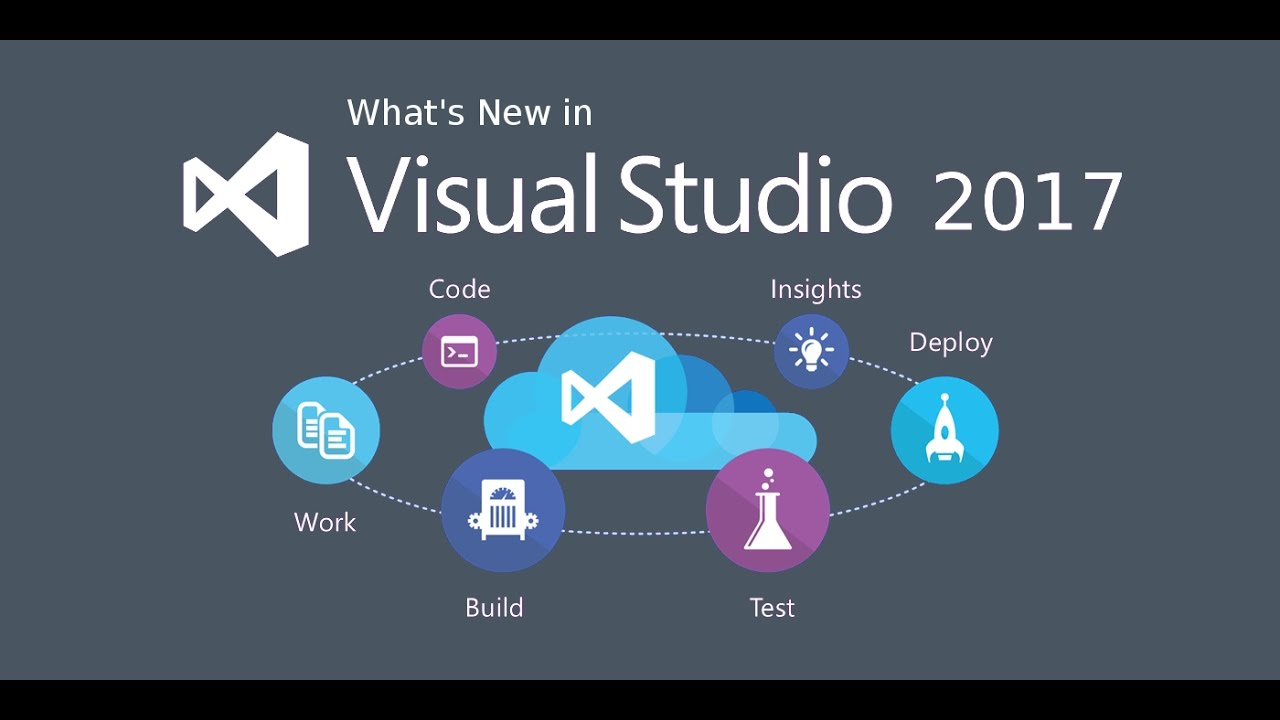 What's New in
Visual Studio 2017
Code
Insights
Deploy
Work
Build
Test